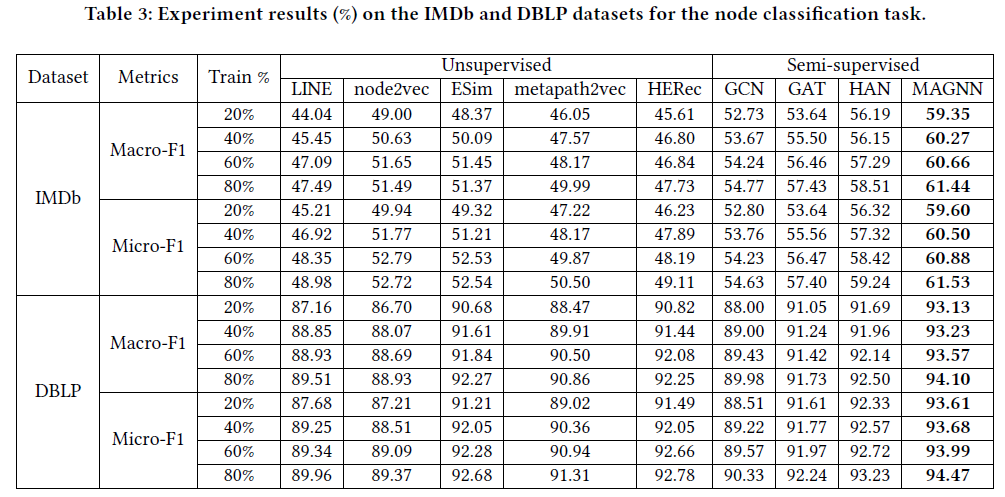 Table 3: Experiment results (%) on the IMDb and DBLP datasets for the node classification task.
Dataset Metrics Train % Unsupervised Semi-supervised
LINE node2vec ESim metapath2vec HERec GCN GAT HAN MAGNN
IMDb Macro-F1 20% 44.04 49.00 48.37 46.05 45.61 52.73 53.64 56.19 59.35
40% 45.45 50.63 50.09 47.57 46.80 53.67 55.50 56.15 60.27
60% 47.09 51.65 51.45 48.17 46.84 54.24 56.46 57.29 60.66
80% 47.49 51.49 51.37 49.99 47.73 54.77 57.43 58.51 61.44
Micro-F1 20% 45.21 49.94 49.32 47.22 46.23 52.80 53.64 56.32 59.60
40% 46.92 51.77 51.21 48.17 47.89 53.76 55.56 57.32 60.50
60% 48.35 52.79 52.53 49.87 48.19 54.23 56.47 58.42 60.88
80% 48.98 52.72 52.54 50.50 49.11 54.63 57.40 59.24 61.53
DBLP Macro-F1 20% 87.16 86.70 90.68 88.47 90.82 88.00 91.05 91.69 93.13
40% 88.85 88.07 91.61 89.91 91.44 89.00 91.24 91.96 93.23
60% 88.93 88.69 91.84 90.50 92.08 89.43 91.42 92.14 93.57
80% 89.51 88.93 92.27 90.86 92.25 89.98 91.73 92.50 94.10
Micro-F1 20% 87.68 87.21 91.21 89.02 91.49 88.51 91.61 92.33 93.61
40% 89.25 88.51 92.05 90.36 92.05 89.22 91.77 92.57 93.68
60% 89.34 89.09 92.28 90.94 92.66 89.57 91.97 92.72 93.99
80% 89.96 89.37 92.68 91.31 92.78 90.33 92.24 93.23 94.47